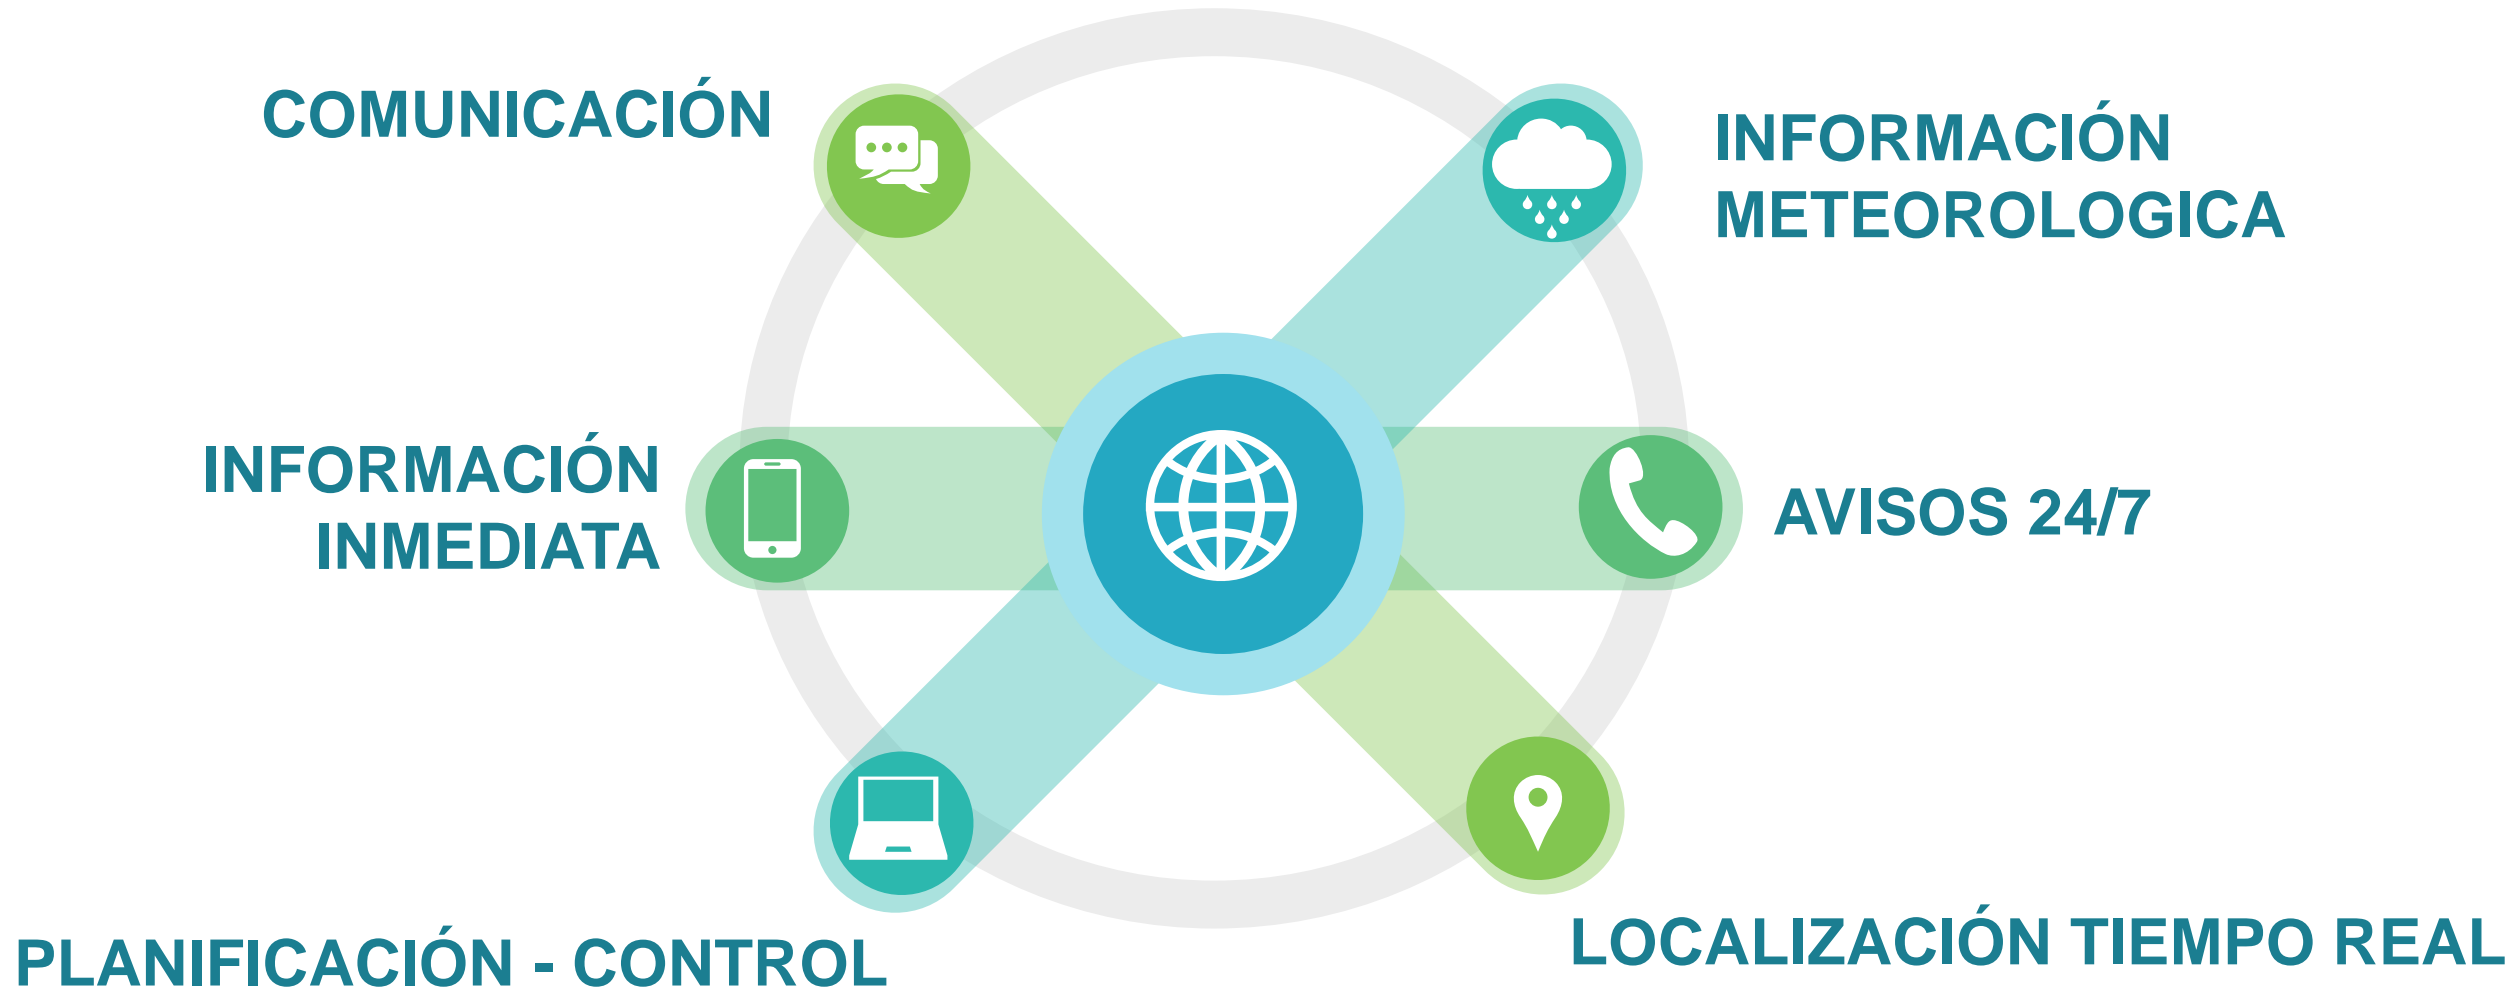 COMUNICACIÓN
INFORMACIÓN
METEOROLOGICA
INFORMACIÓN
INMEDIATA
AVISOS 24/7
PLANIFICACIÓN - CONTROL
LOCALIZACIÓN TIEMPO REAL